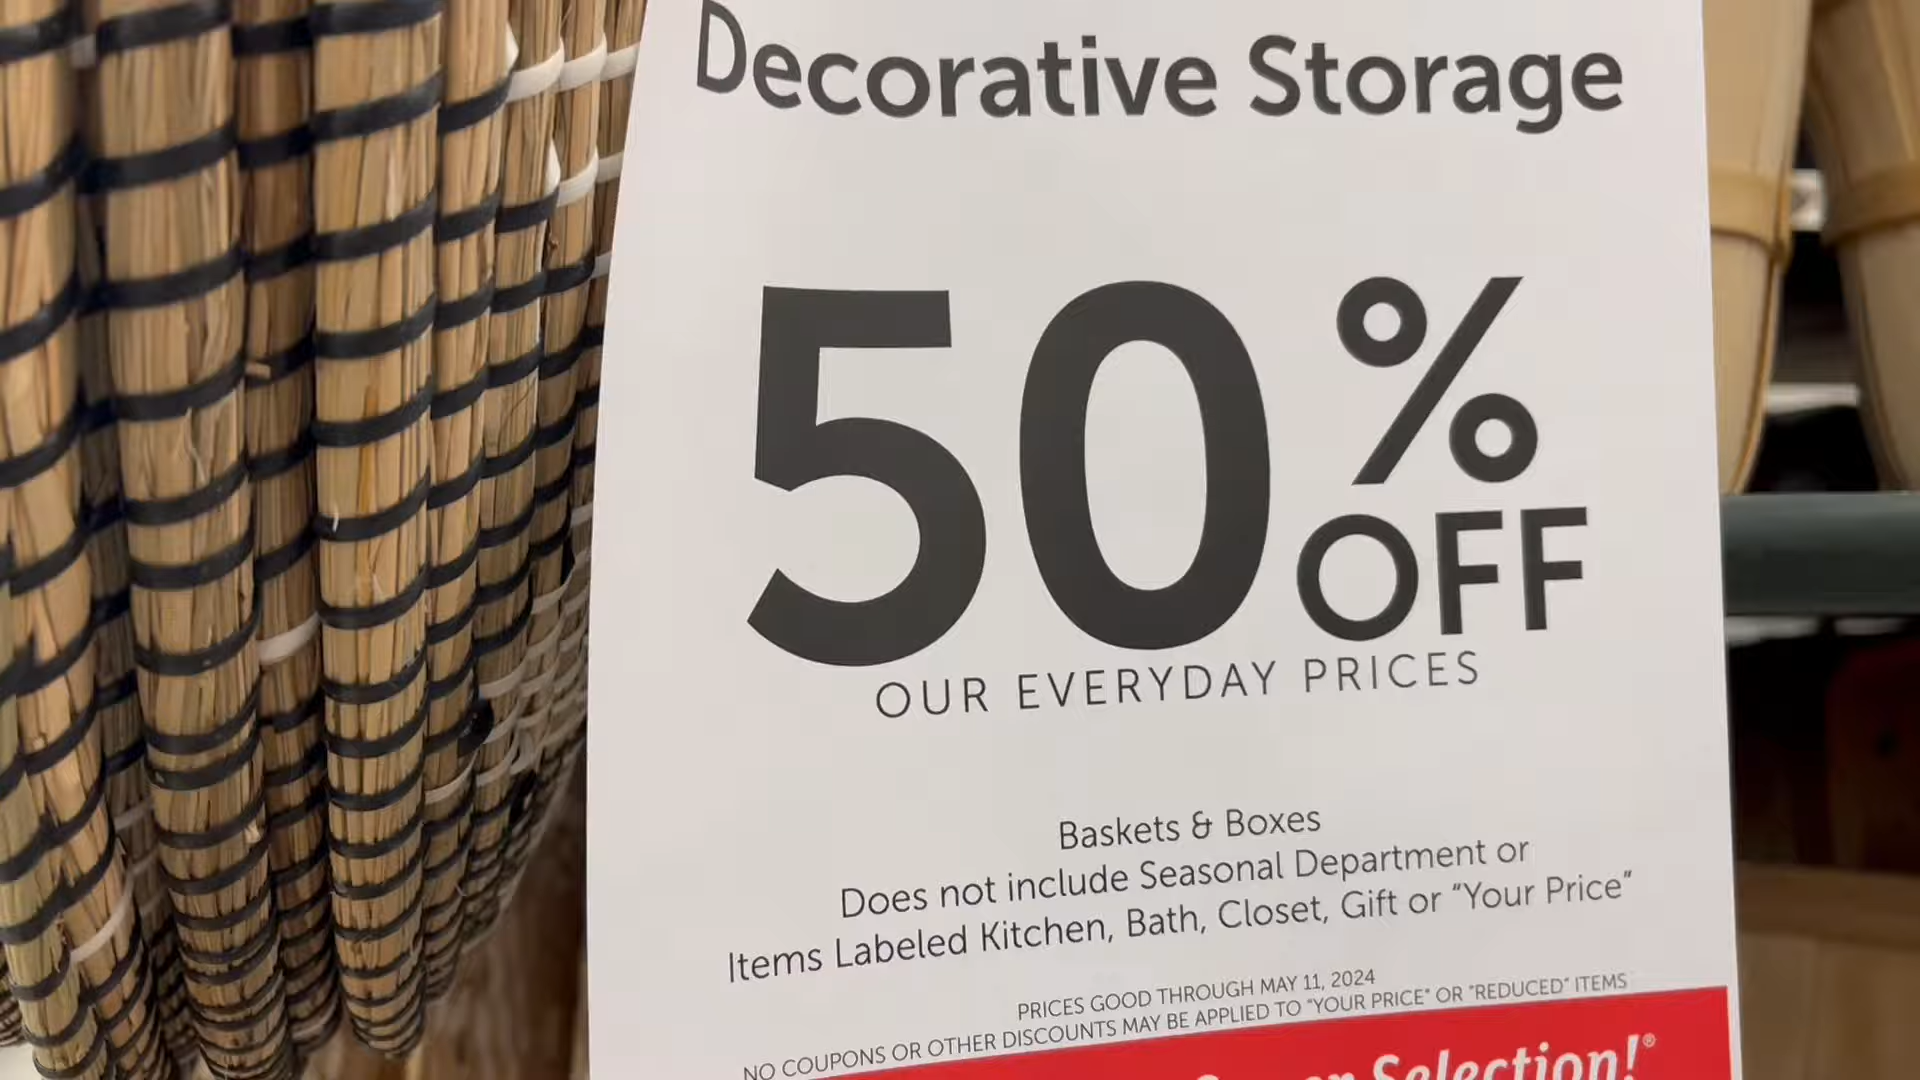 Decorative Storage
50%
OFF
OUR EVERYDAY PRICES
Baskets & Boxes
Does not include Seasonal Department or
Items Labeled Kitchen, Bath, Closet, Gift or "Your Price"
PRICES GOOD THROUGH MAY 11, 2024
NO COUPONS OR OTHER DISCOUNTS MAY BE APPLIED TO "YOUR PRICE" OR "REDUCED" ITEMS
Selection!®